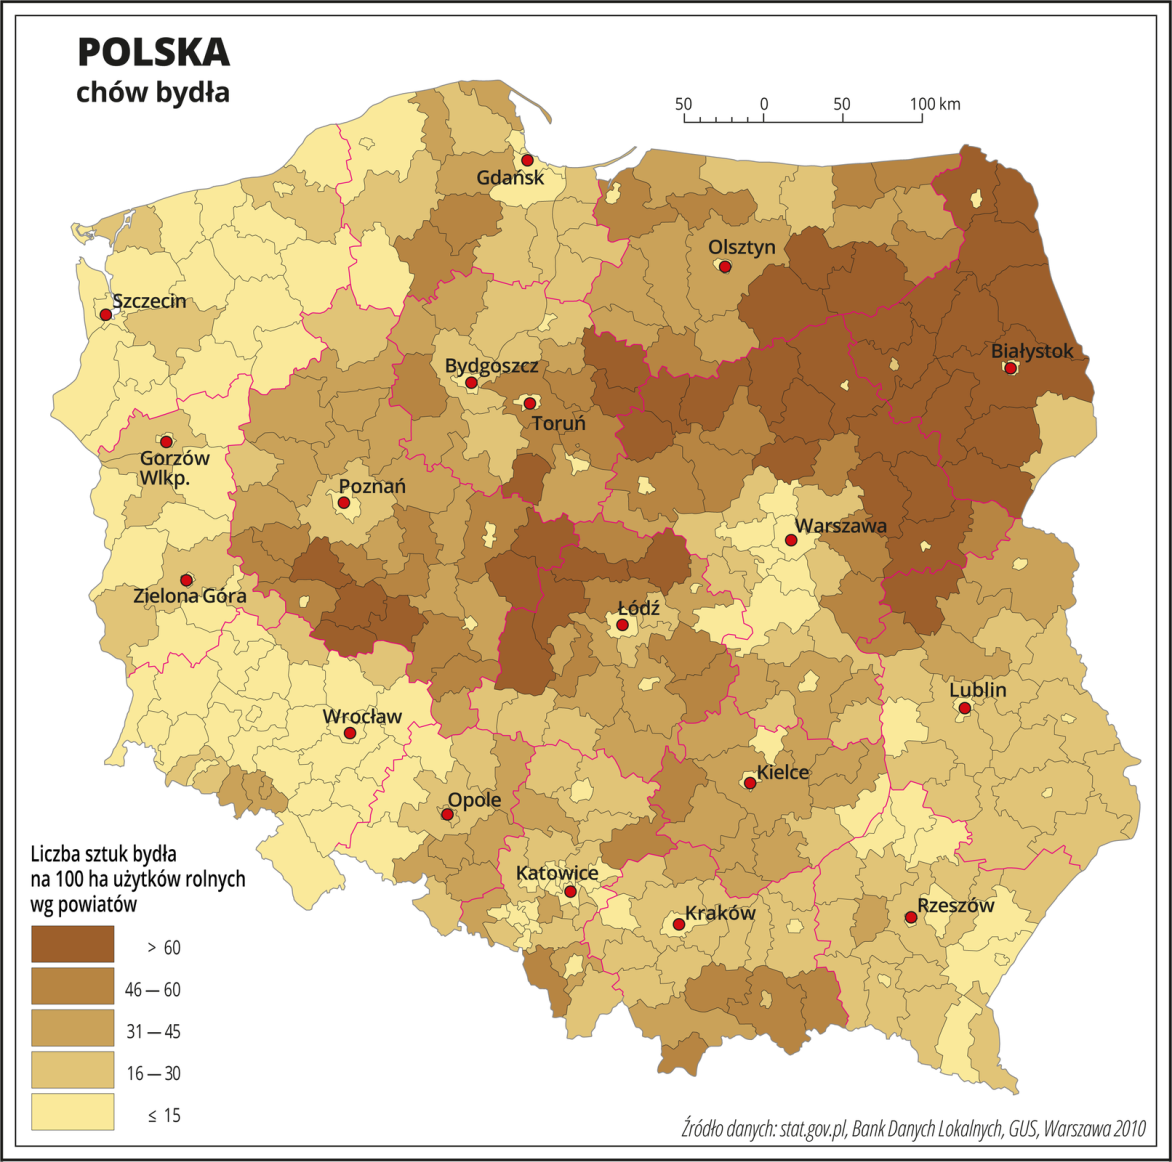 POLSKA
chów bydła
50 0 50 100 km
Gdańsk
Olsztyn
Szczecin
Białystok
Bydgoszcz
Toruń
Gorzów
Wlkp.
Poznań
Warszawa
Zielona Góra
Łódź
Lublin
Wrocław
Kielce
Opole
Katowice
Kraków
Rzeszów
Liczba sztuk bydła
na 100 ha użytków rolnych
wg powiatów
> 60
46 — 60
31 — 45
16 — 30
≤ 15
Źródło danych: stat.gov.pl, Bank Danych Lokalnych, GUS, Warszawa 2010